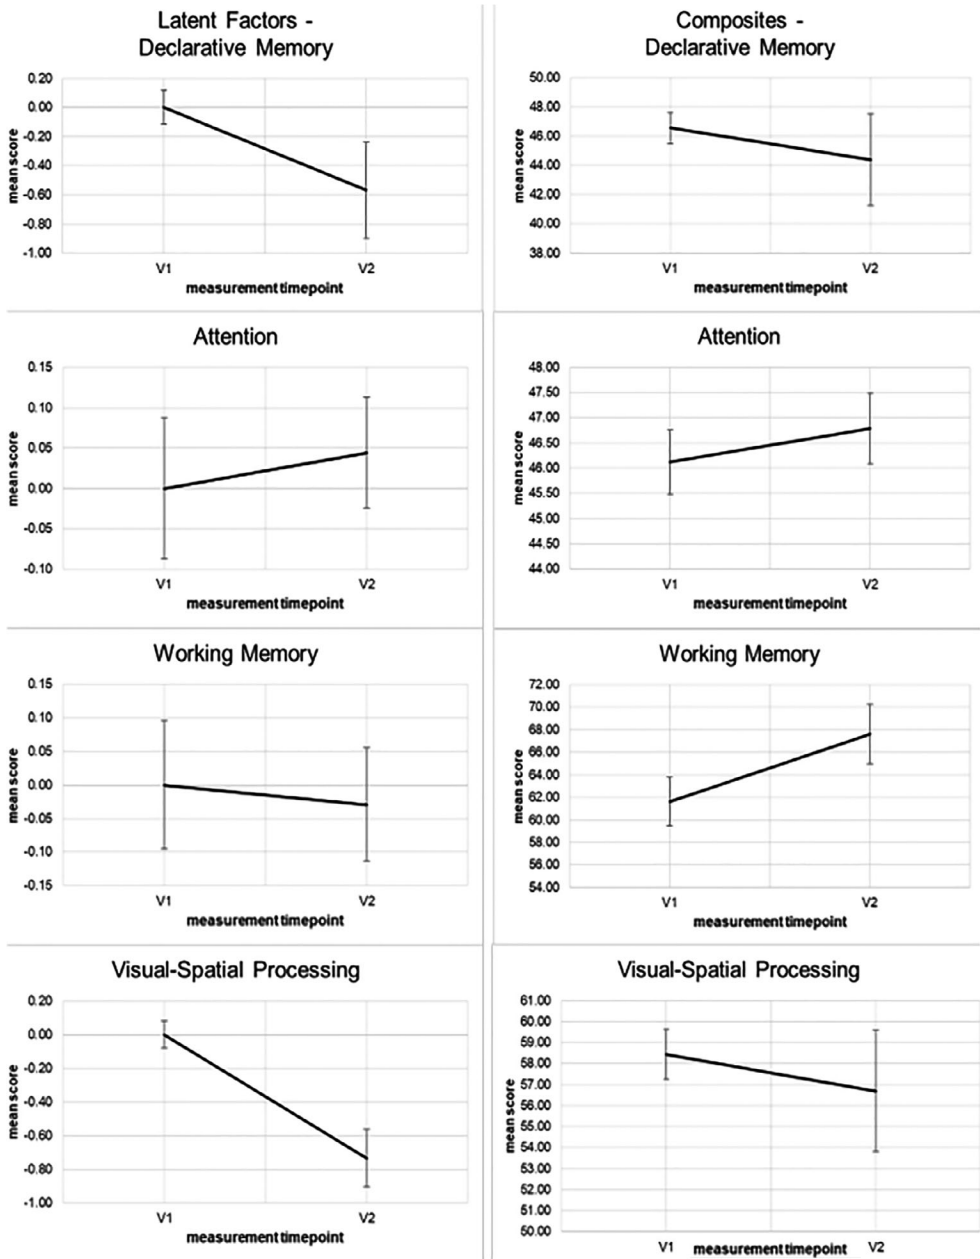 Latent Factors -
Declarative Memory
0.20
0.00
-0.20
-0.40
-0.60
-0.80
-1.00
mean score
V1
V2
measurement timepoint
Composites -
Declarative Memory
50.00
48.00
46.00
44.00
42.00
40.00
38.00
mean score
V1
V2
measurement timepoint
Attention
0.15
0.10
0.05
0.00
-0.05
-0.10
mean score
V1
V2
measurement timepoint
Attention
48.00
47.50
47.00
46.50
46.00
45.50
45.00
44.50
44.00
mean score
V1
V2
measurement timepoint
Working Memory
0.15
0.10
0.05
0.00
-0.05
-0.10
-0.15
mean score
V1
V2
measurement timepoint
Working Memory
72.00
70.00
68.00
66.00
64.00
62.00
60.00
58.00
56.00
54.00
mean score
V1
V2
measurement timepoint
Visual-Spatial Processing
0.20
0.00
-0.20
-0.40
-0.60
-0.80
-1.00
mean score
V1
V2
measurement timepoint
Visual-Spatial Processing
61.00
60.00
59.00
58.00
57.00
56.00
55.00
54.00
53.00
52.00
51.00
50.00
mean score
V1
V2
measurement timepoint